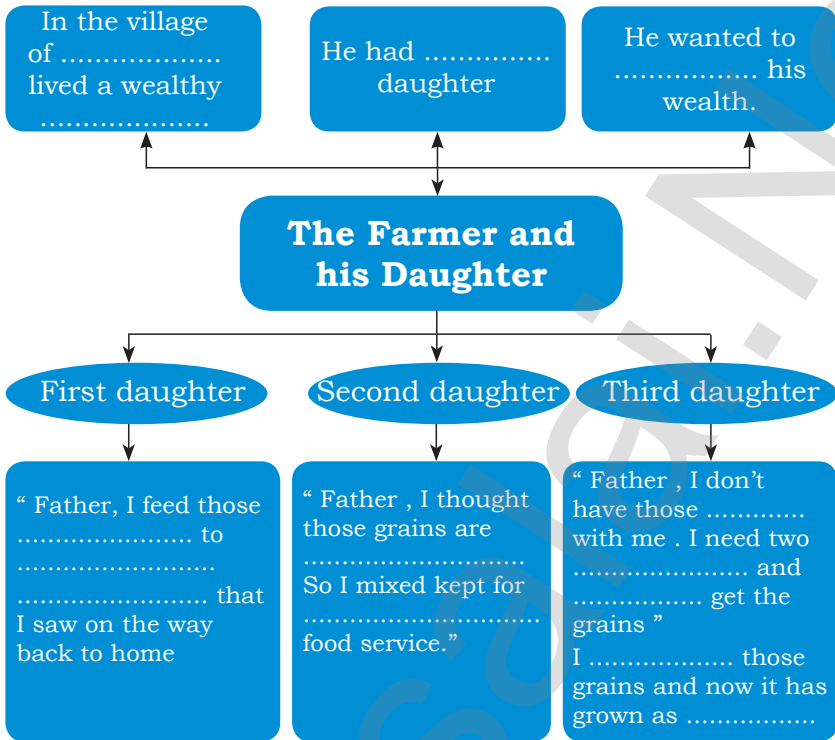 In the village
of ...................
lived a wealthy
....................
He had ...............
daughter
He wanted to
................. his
wealth.
The Farmer and
his Daughter
First daughter
Second daughter
Third daughter
“ Father, I feed those
...................... to
.........................
........................ that
I saw on the way
back to home
“ Father , I thought
those grains are
...........................
So I mixed kept for
..............................
food service.”
“ Father , I don’t
have those .............
with me . I need two
...................... and
................ get the
grains ”
I .................. those
grains and now it has
grown as ................